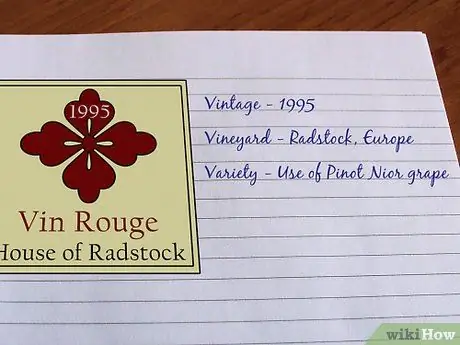 1995
Vin Rouge
House of Radstock
Vintage - 1995
Vineyard - Radstock, Europe
Variety - Use of Pinot Nior grape
wikiHow